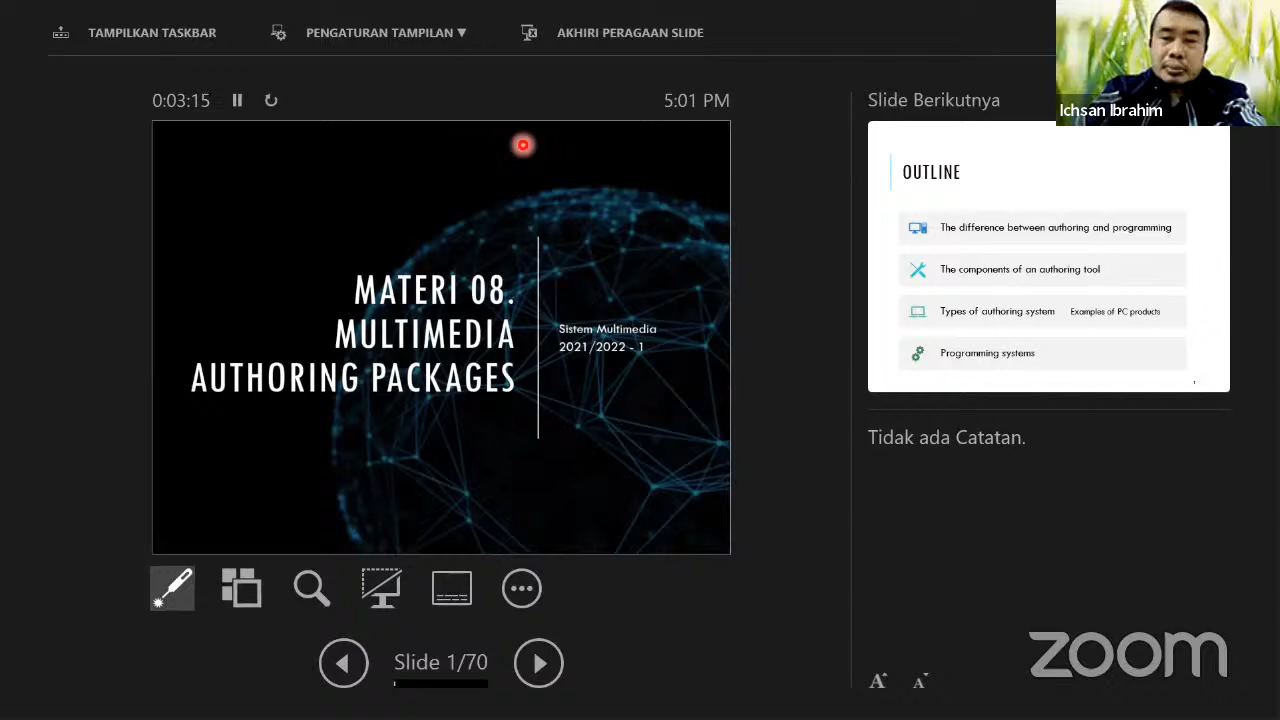 TAMPILKAN TASKBAR
PENGATURAN TAMPILAN ▼
AKHIRI PERAGAAN SLIDE
Ichsan Ibrahim
0:03:15
5:01 PM
MATERI 08.
MULTIMEDIA
AUTHORING PACKAGES
Sistem Multimedia
2021/2022 - 1
Slide Berikutnya
OUTLINE
The difference between authoring and programming
The components of an authoring tool
Types of authoring system Examples of PC products
Programming systems
Tidak ada Catatan.
Slide 1/70
A A
zoom